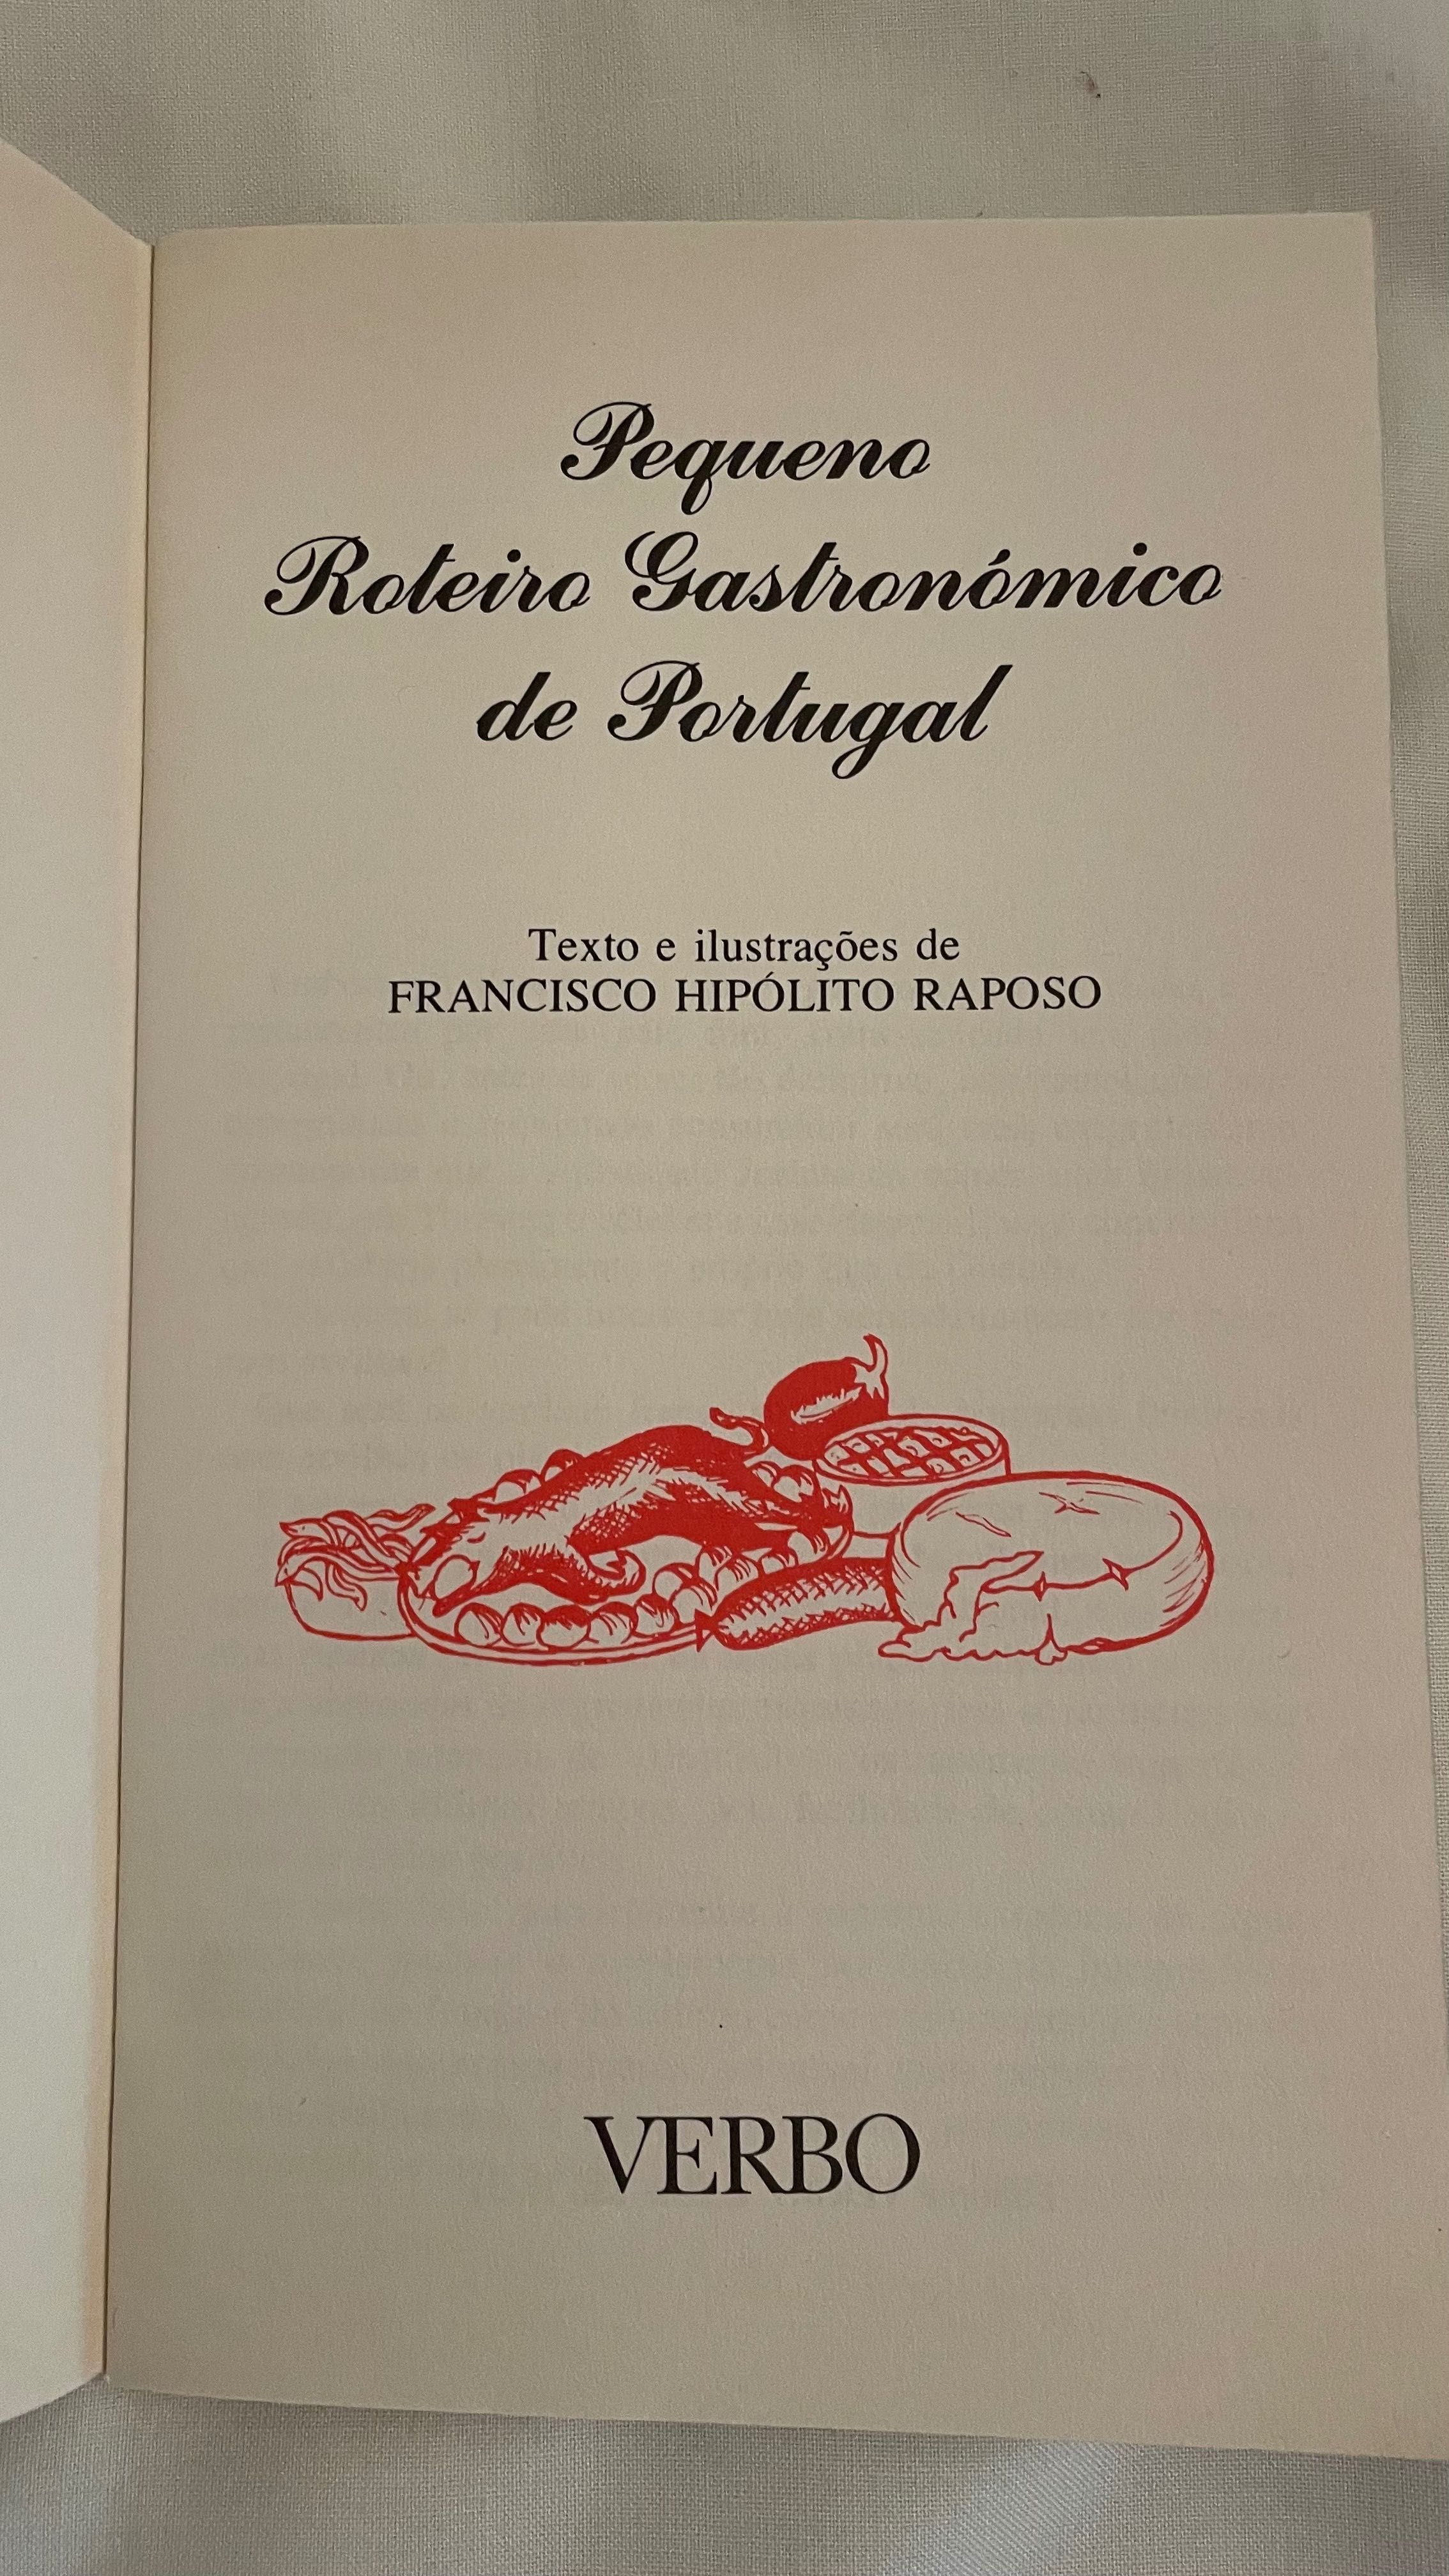 Pequeno
Roteiro Gastronómico
de Portugal
Texto e ilustrações de
FRANCISCO HIPÓLITO RAPOSO
VERBO